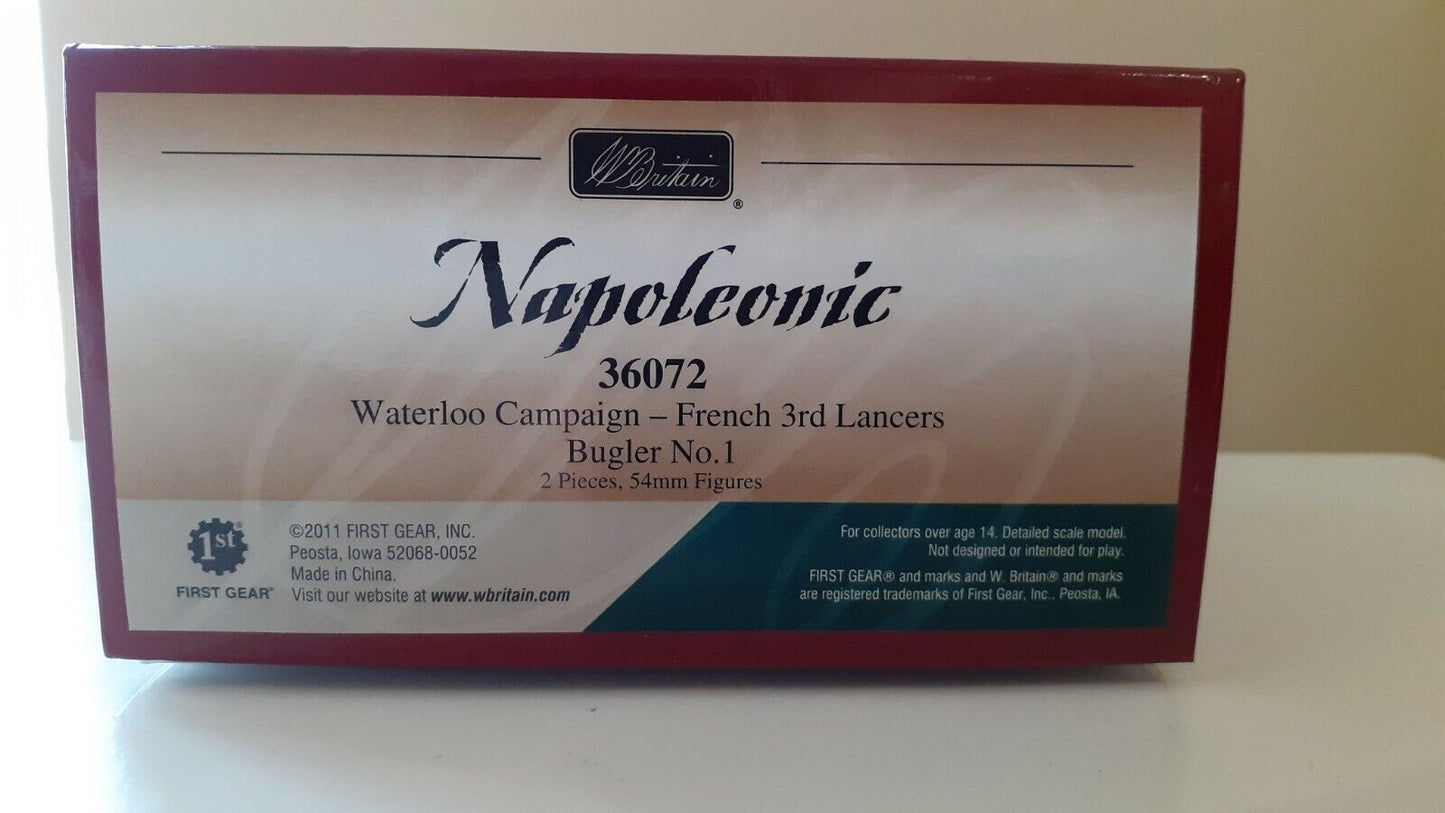 W Britain
®
Napoleonic
36072
Waterloo Campaign – French 3rd Lancers
Bugler No.1
2 Pieces, 54mm Figures
1st
®
FIRST GEAR®
©2011 FIRST GEAR, INC.
Peosta, Iowa 52068-0052
Made in China.
Visit our website at www.wbritain.com
For collectors over age 14. Detailed scale model.
Not designed or intended for play.
FIRST GEAR® and marks and W. Britain® and marks
are registered trademarks of First Gear, Inc., Peosta, IA.